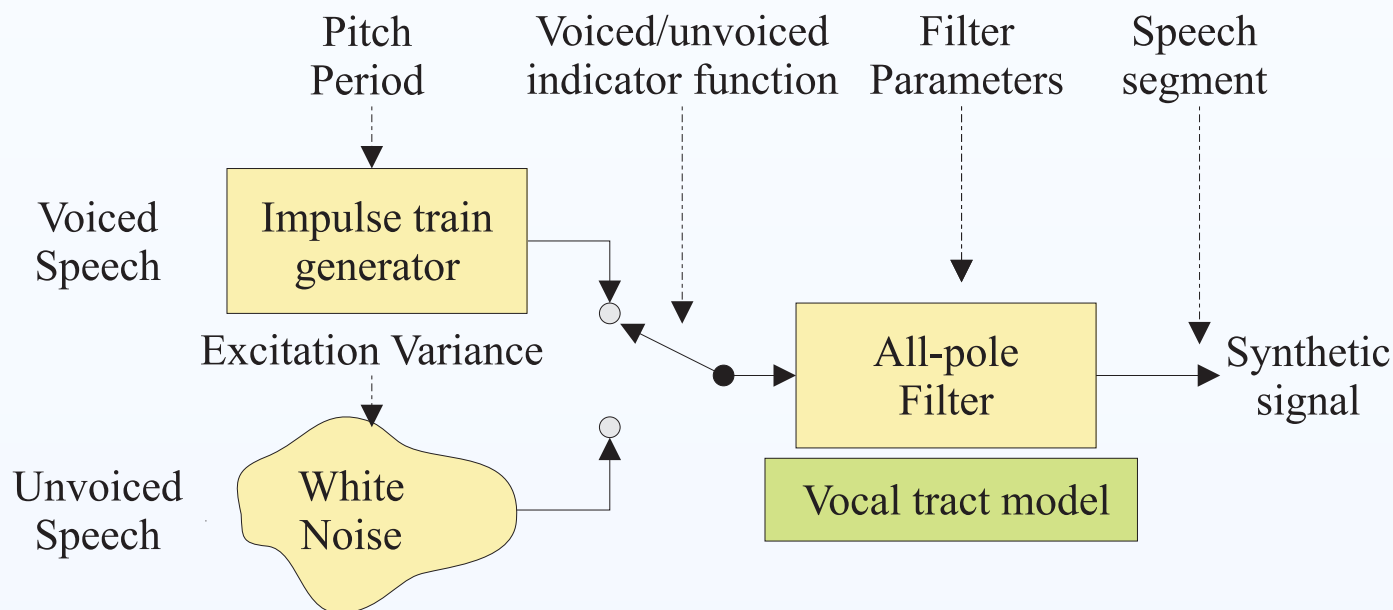 Pitch
Period
Voiced/unvoiced
indicator function
Filter
Parameters
Speech
segment
Voiced
Speech
Impulse train
generator
Excitation Variance
All-pole
Filter
Synthetic
signal
Unvoiced
Speech
White
Noise
Vocal tract model